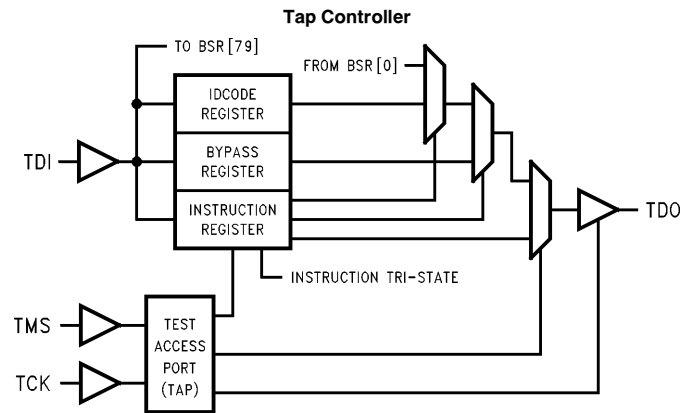 Tap Controller
TO BSR[79]
FROM BSR[0]
IDCODE
REGISTER
BYPASS
REGISTER
INSTRUCTION
REGISTER
TDI
TDO
INSTRUCTION TRI-STATE
TMS
TCK
TEST
ACCESS
PORT
(TAP)